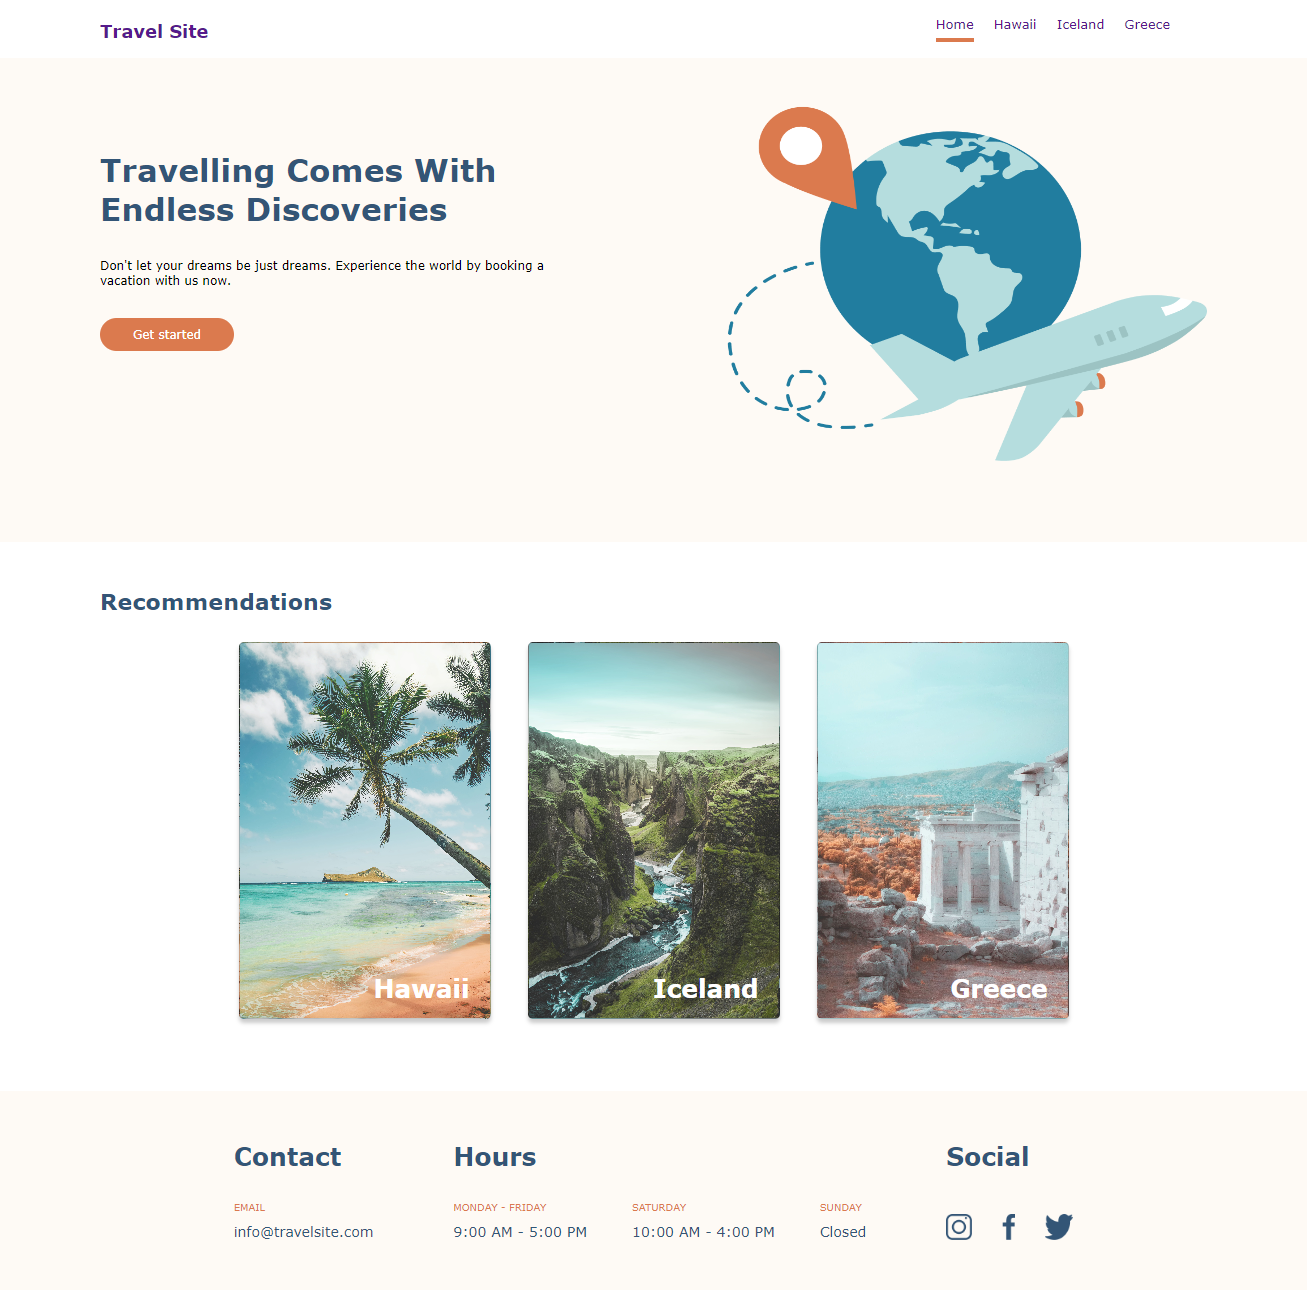 Travel Site
Home Hawaii Iceland Greece
Travelling Comes With
Endless Discoveries
Don't let your dreams be just dreams. Experience the world by booking a
vacation with us now.
Get started
Recommendations
Hawaii
Iceland
Greece
Contact
EMAIL
info@travelsite.com
Hours
MONDAY - FRIDAY
9:00 AM - 5:00 PM
SATURDAY
10:00 AM - 4:00 PM
SUNDAY
Closed
Social